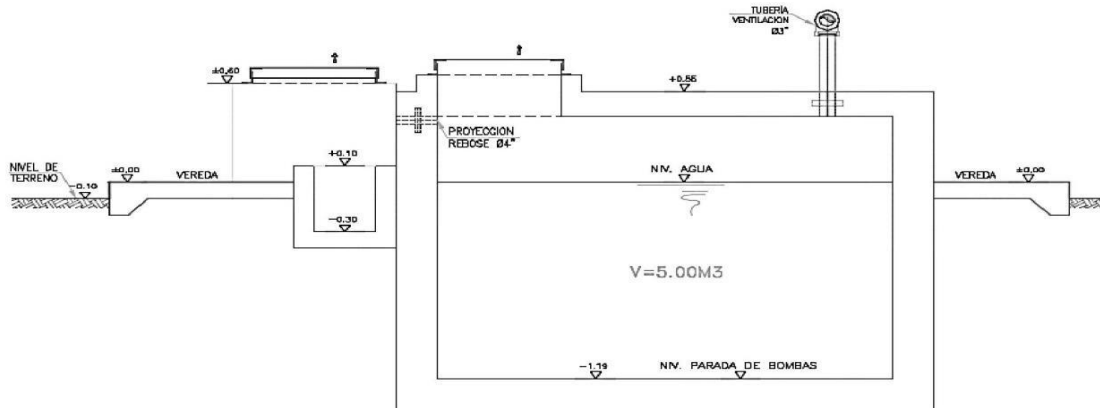 TUBERÍA
VENTILACION
Ø3"
±0.60
+0.55
PROYECCION
REBOSE Ø4"
NIVEL DE
TERRENO
-0.10
±0.00
VEREDA
+0.10
-0.30
NIV. AGUA
VEREDA
±0.00
V=5.00M3
-1.19
NIV. PARADA DE BOMBAS